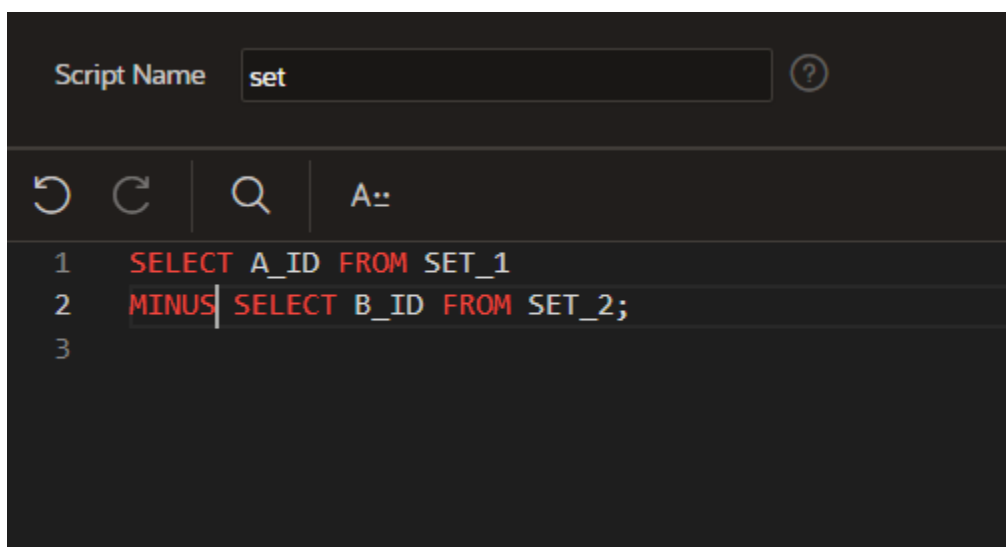 Script Name set ?
A
1 SELECT A_ID FROM SET_1
2 MINUS SELECT B_ID FROM SET_2;
3